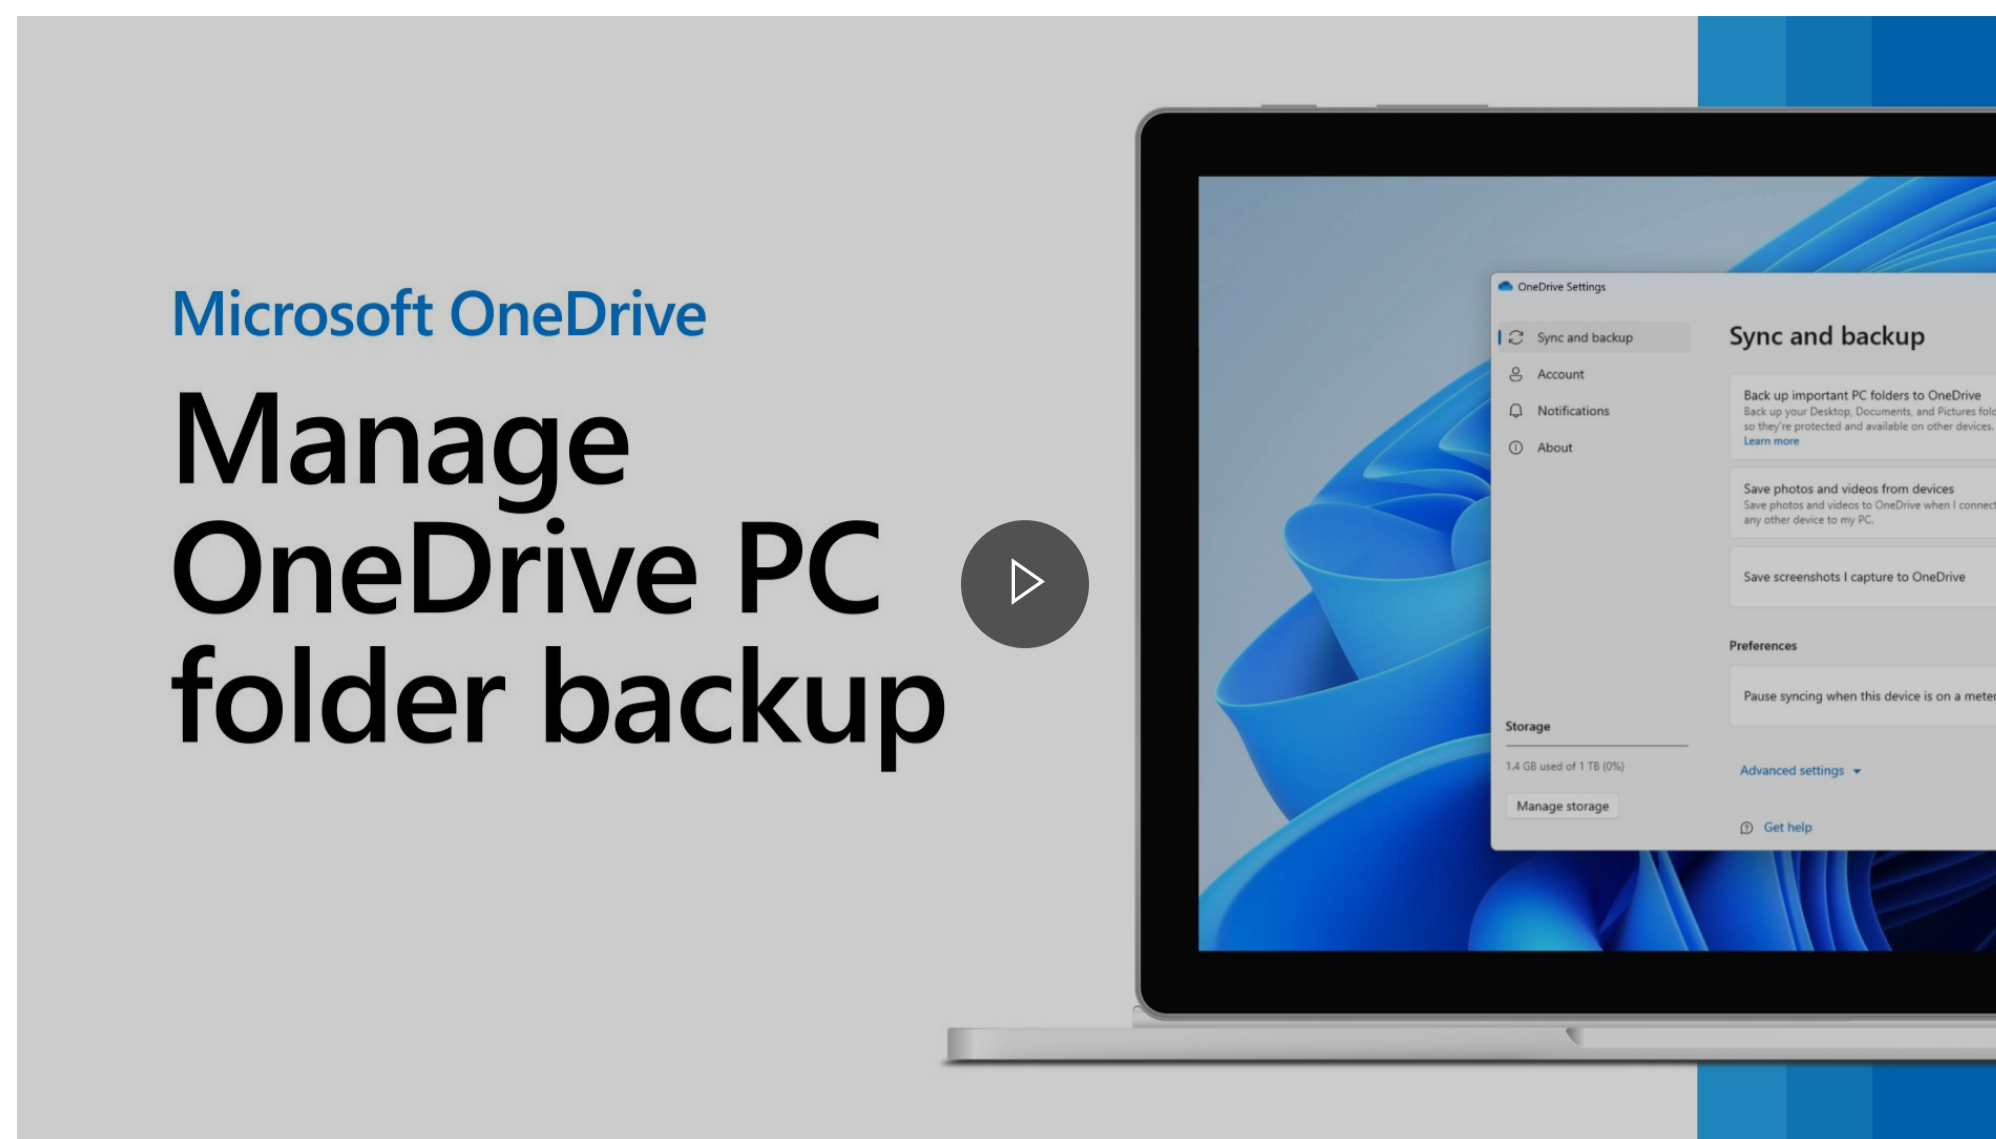 Microsoft OneDrive
Manage
OneDrive PC
folder backup
OneDrive Settings
Sync and backup
Account
Notifications
About
Storage
1.4 GB used of 1 TB (0%)
Manage storage
Sync and backup
Back up important PC folders to OneDrive
Back up your Desktop, Documents, and Pictures
so they're protected and available on other devices.
Learn more
Save photos and videos from devices
Save photos and videos to OneDrive when I connect
any other device to my PC.
Save screenshots I capture to OneDrive
Preferences
Pause syncing when this device is on a
Advanced settings
Get help